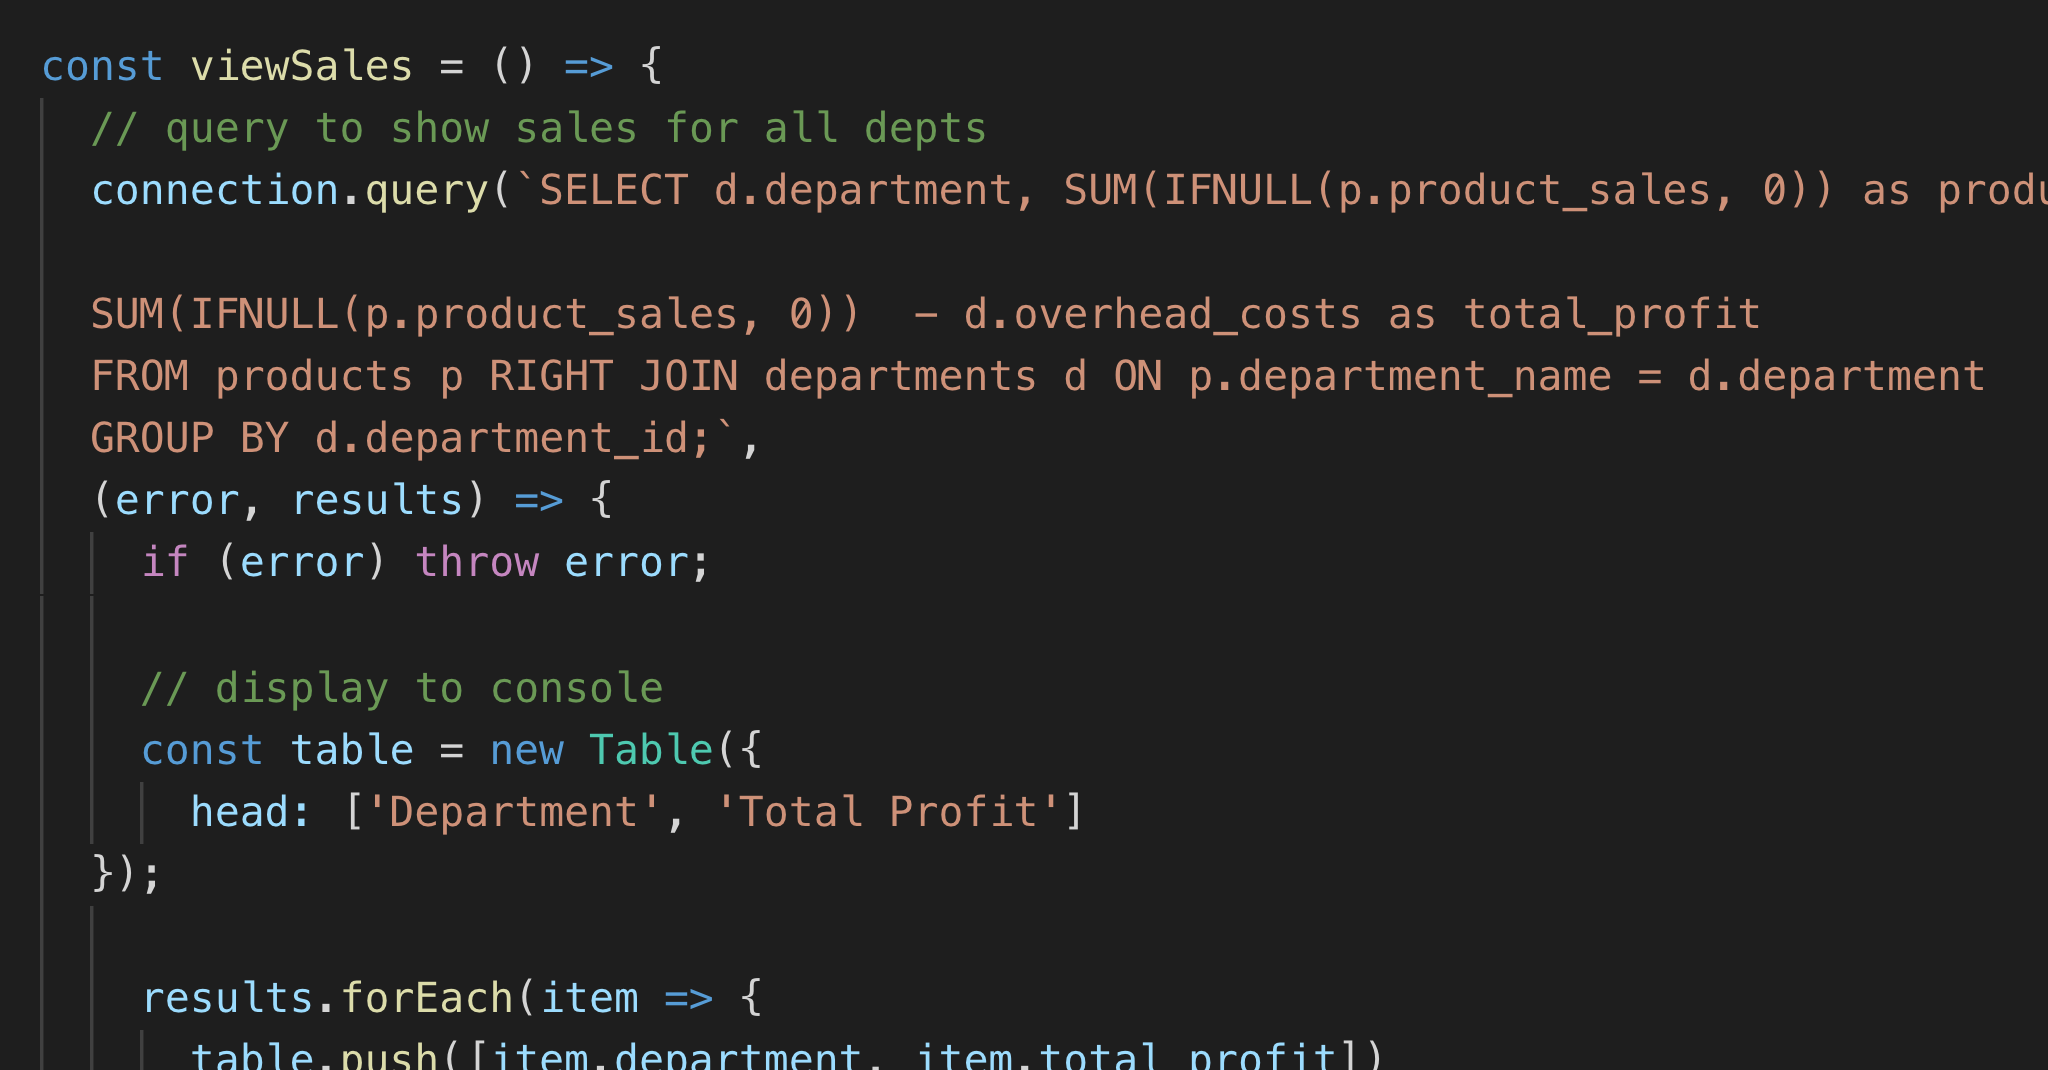 const viewSales = () => {
// query to show sales for all depts
connection.query(`SELECT d.department, SUM(IFNULL(p.product_sales, 0)) as
SUM(IFNULL(p.product_sales, 0))  – d.overhead_costs as total_profit
FROM products p RIGHT JOIN departments d ON p.department_name = d.department
GROUP BY d.department_id;`,
(error, results) => {
if (error) throw error;
// display to console
const table = new Table({
head: ['Department', 'Total Profit']
});
results.forEach(item => {
table.push([item.department, item.total_profit])